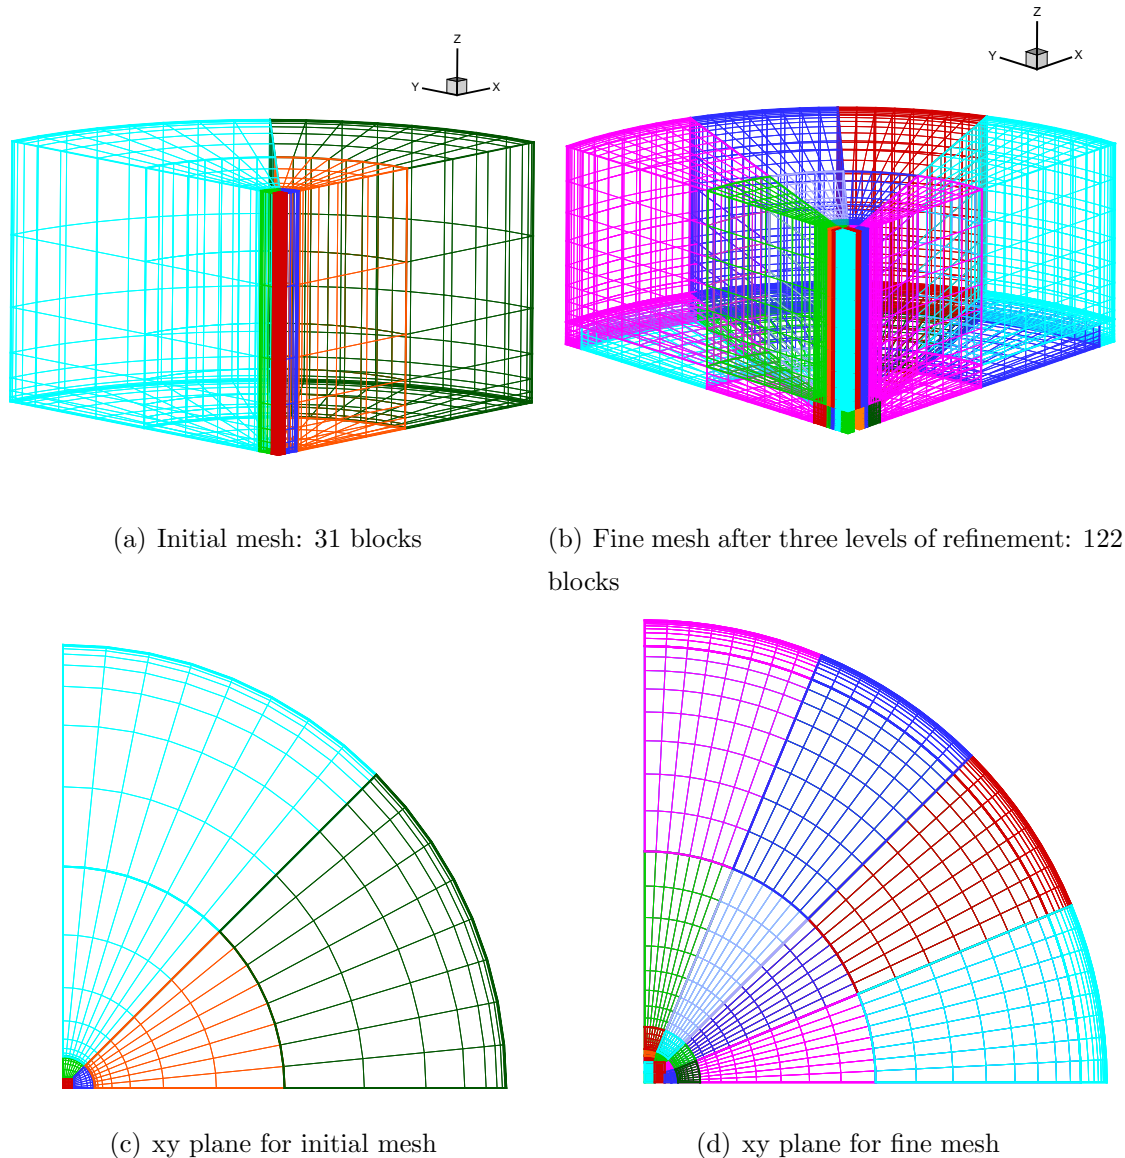 Z
Y
X
Z
Y
X
(a) Initial mesh: 31 blocks
(b) Fine mesh after three levels of refinement: 122
blocks
(c) xy plane for initial mesh
(d) xy plane for fine mesh